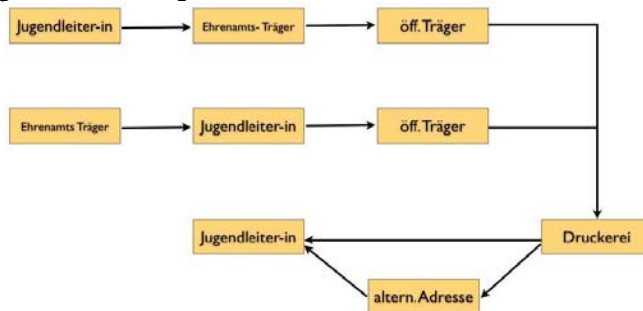 Jugendleiter-in
Ehrenamts-Träger
öff. Träger
Ehrenamts Träger
Jugendleiter-in
öff. Träger
Jugendleiter-in
Druckerei
altern. Adresse